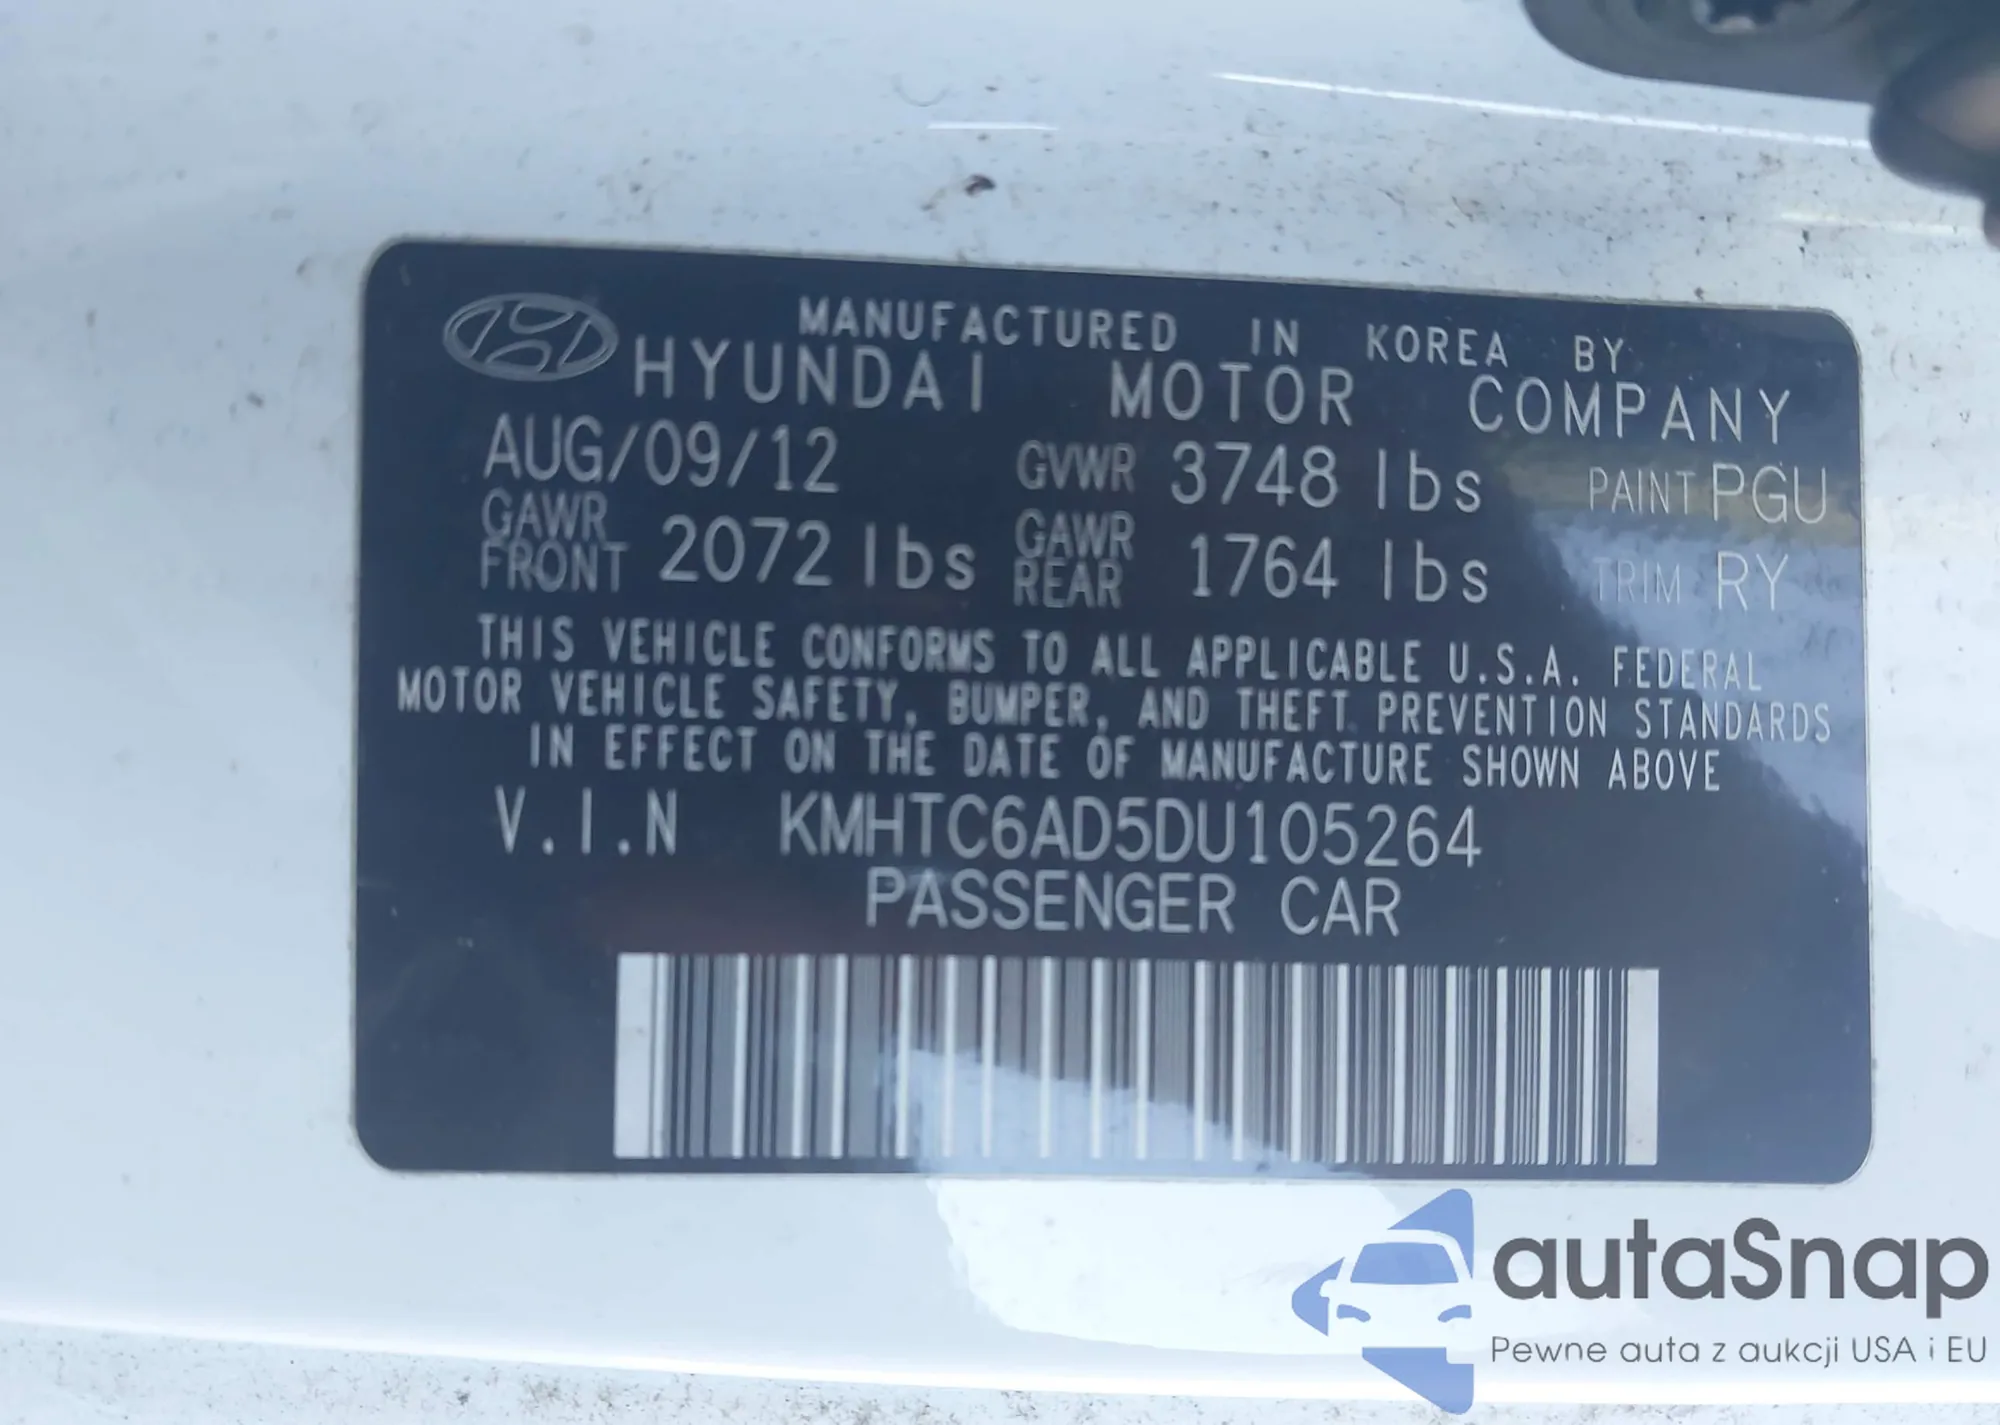 MANUFACTURED IN KOREA BY
HYUNDAI MOTOR COMPANY
AUG/09/12 GVWR 3748 lbs PAINT PGU
GAWR FRONT 2072 lbs GAWR REAR 1764 lbs TRIM RY
THIS VEHICLE CONFORMS TO ALL APPLICABLE U.S.A. FEDERAL
MOTOR VEHICLE SAFETY, BUMPER, AND THEFT PREVENTION STANDARDS
IN EFFECT ON THE DATE OF MANUFACTURE SHOWN ABOVE
V.I.N KMHTC6AD5DU105264
PASSENGER CAR
autaSnap
Pewne auta z aukcji USA i EU